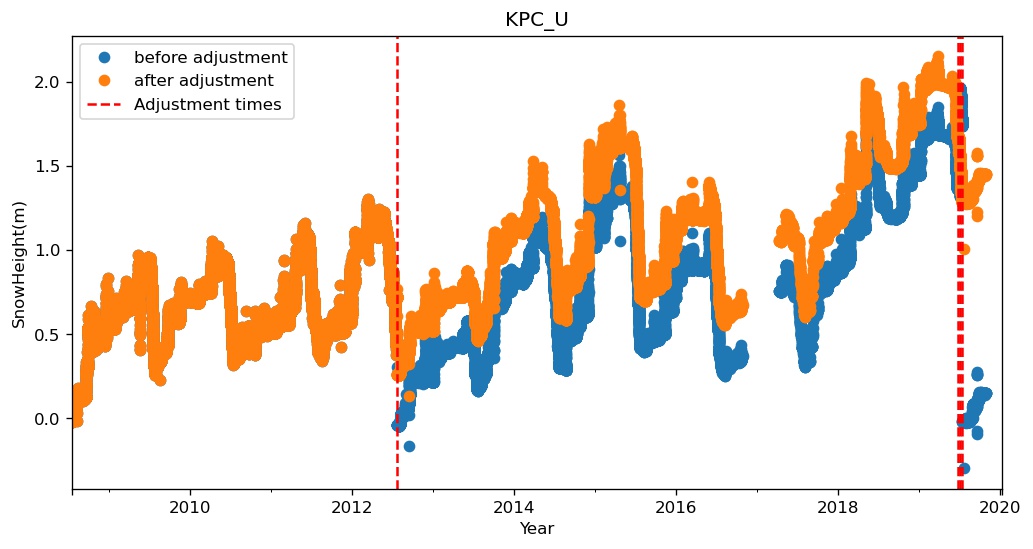 KPC_U
before adjustment
after adjustment
Adjustment times
SnowHeight(m)
2.0
1.5
1.0
0.5
0.0
2010 2012 2014 2016 2018 2020
Year